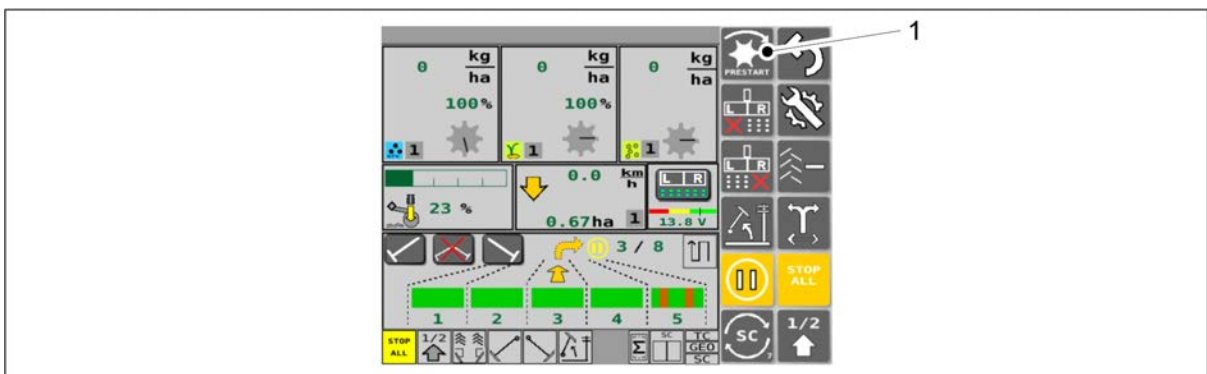 1
0 kg/ha
0 kg/ha
0 kg/ha
PRESTART
100%
100%
1
1
1
L R
L R
0.0 km/h
L R
23 %
0.67ha 1
13.8 V
3 / 8
STOP ALL
1 2 3 4 5
SC
1/2
STOP ALL
1/2
Σ
SC
TC
GEO
SC